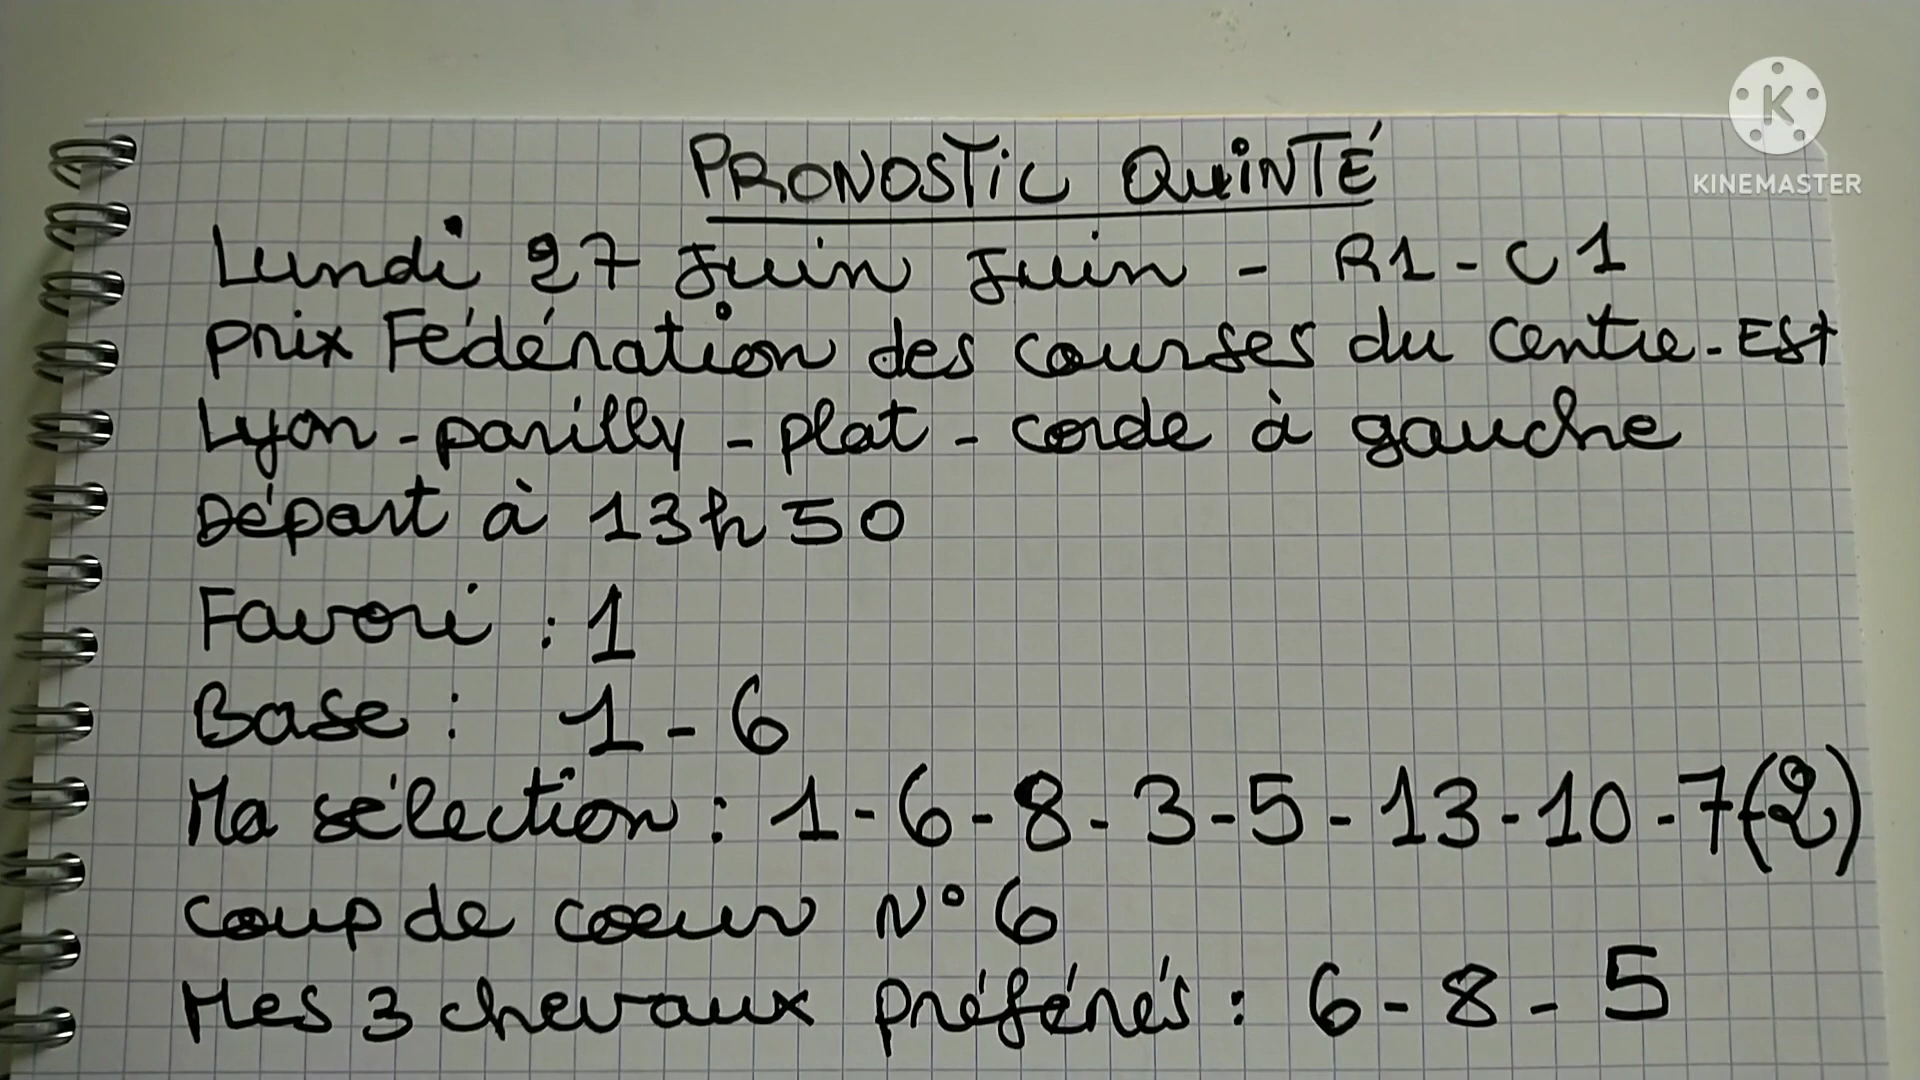 PRONOSTIC QUINTÉ
Lundi 27 Juin Juin - R1 - C1
prix Fédération des courses du Centre-Est
Lyon-parilly - plat - corde à gauche
Départ à 13h50
Favori : 1
Base : 1 - 6
Ma sélection : 1 - 6 - 8 - 3 - 5 - 13 - 10 - 7 (2)
coup de coeur N° 6
Mes 3 chevaux préférés : 6 - 8 - 5
K
KINEMASTER